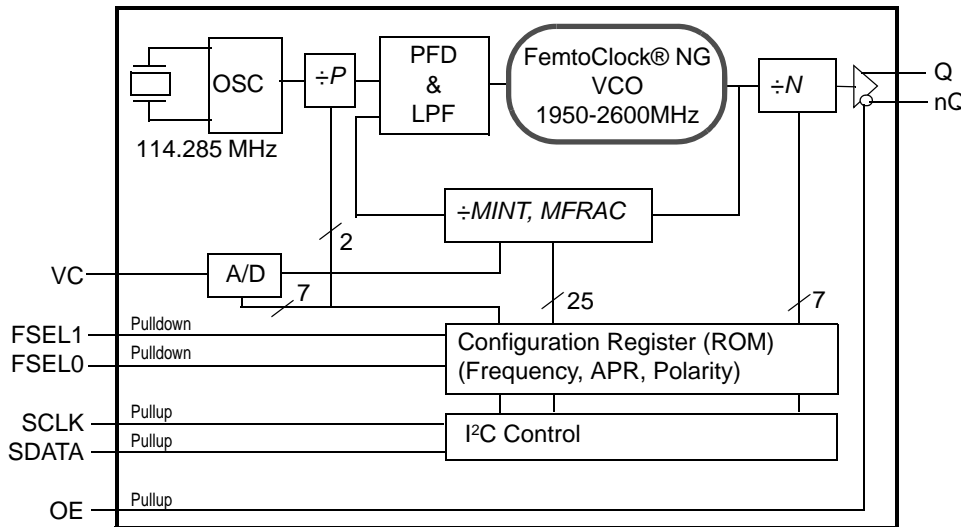 OSC
÷P
PFD
&
LPF
FemtoClock® NG
VCO
1950-2600MHz
÷N
Q
nQ
114.285 MHz
÷MINT, MFRAC
2
VC
A/D
7
25
7
FSEL1
Pulldown
FSEL0
Pulldown
Configuration Register (ROM)
(Frequency, APR, Polarity)
SCLK
Pullup
SDATA
Pullup
I²C Control
OE
Pullup